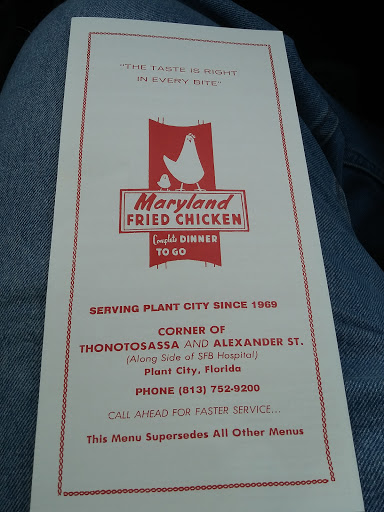 "THE TASTE IS RIGHT
IN EVERY BITE"
Maryland
FRIED CHICKEN
Complete DINNER
TO GO
SERVING PLANT CITY SINCE 1969
CORNER OF
THONOTOSASSA AND ALEXANDER ST.
(Along Side of SFB Hospital)
Plant City, Florida
PHONE (813) 752-9200
CALL AHEAD FOR FASTER SERVICE...
This Menu Supersedes All Other Menus